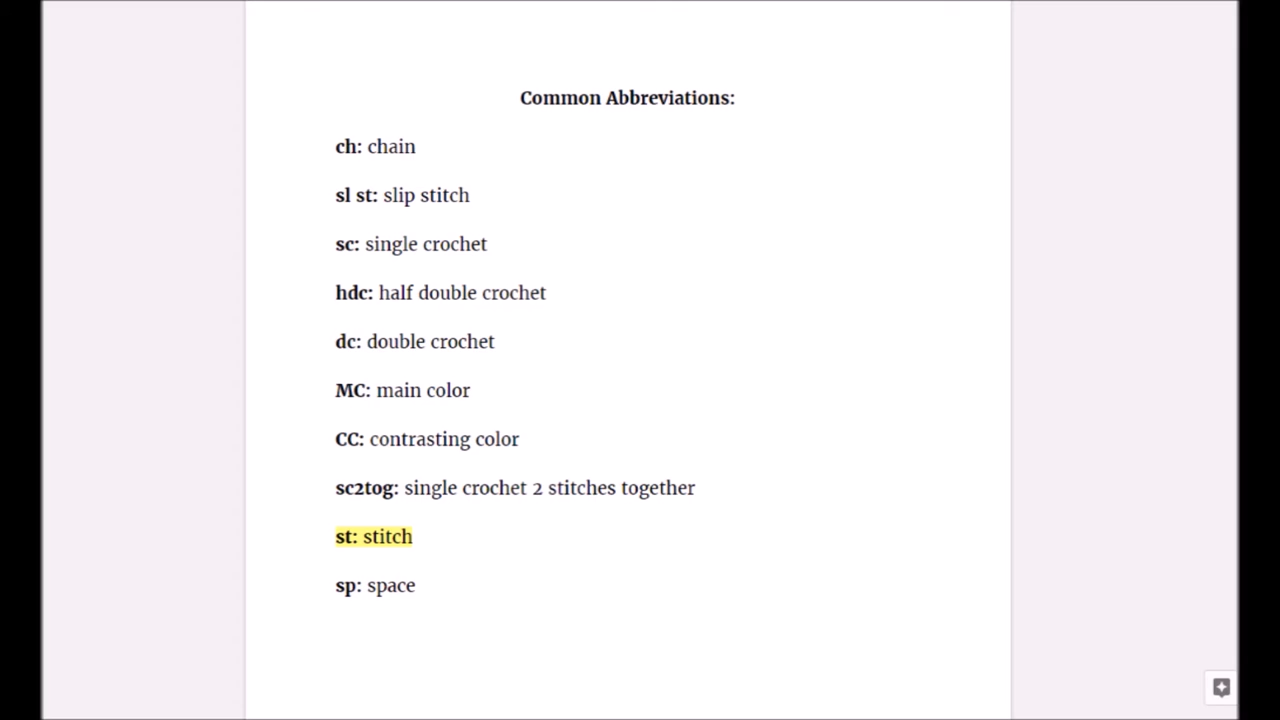 Common Abbreviations:
ch: chain
sl st: slip stitch
sc: single crochet
hdc: half double crochet
dc: double crochet
MC: main color
CC: contrasting color
sc2tog: single crochet 2 stitches together
st: stitch
sp: space